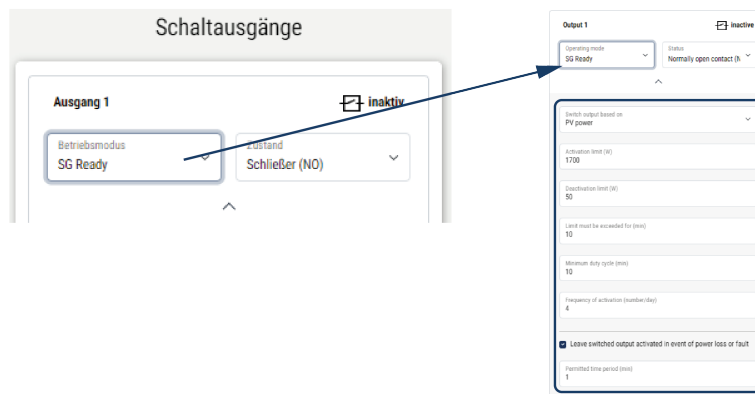 Schaltausgänge
Ausgang 1
inaktiv
Betriebsmodus
SG Ready
Zustand
Schließer (NO)
Output 1
inactive
Operating mode
SG Ready
Status
Normally open contact (N
Switch output based on
PV power
Activation limit (W)
1700
Deactivation limit (W)
50
Limit must be exceeded for (min)
10
Minimum duty cycle (min)
10
Frequency of activation (number/day)
4
Leave switched output activated in event of power loss or fault
Permitted time period (min)
1